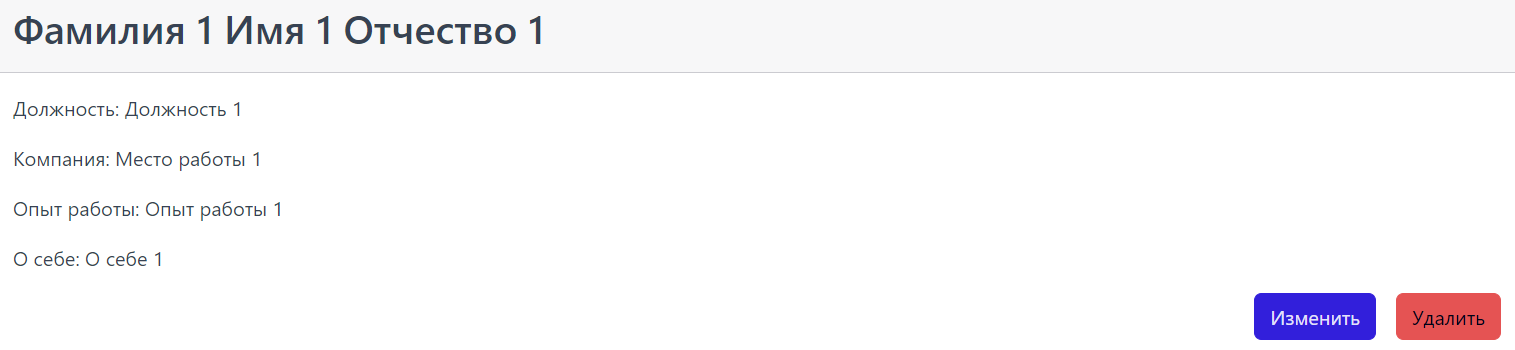 Фамилия 1 Имя 1 Отчество 1
Должность: Должность 1
Компания: Место работы 1
Опыт работы: Опыт работы 1
О себе: О себе 1
Изменить Удалить